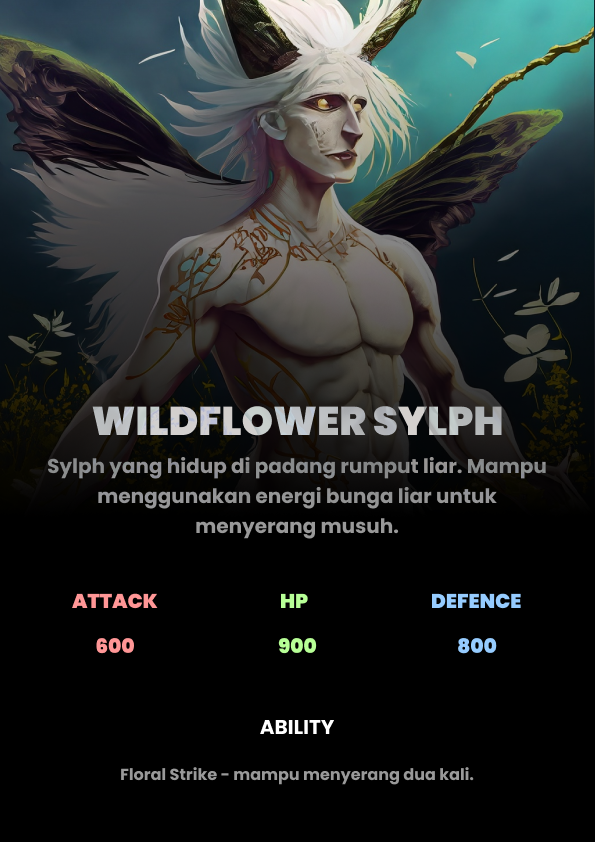 WILDFLOWER SYLPH
Sylph yang hidup di padang rumput liar. Mampu
menggunakan energi bunga liar untuk
menyerang musuh.
ATTACK HP DEFENCE
600 900 800
ABILITY
Floral Strike - mampu menyerang dua kali.